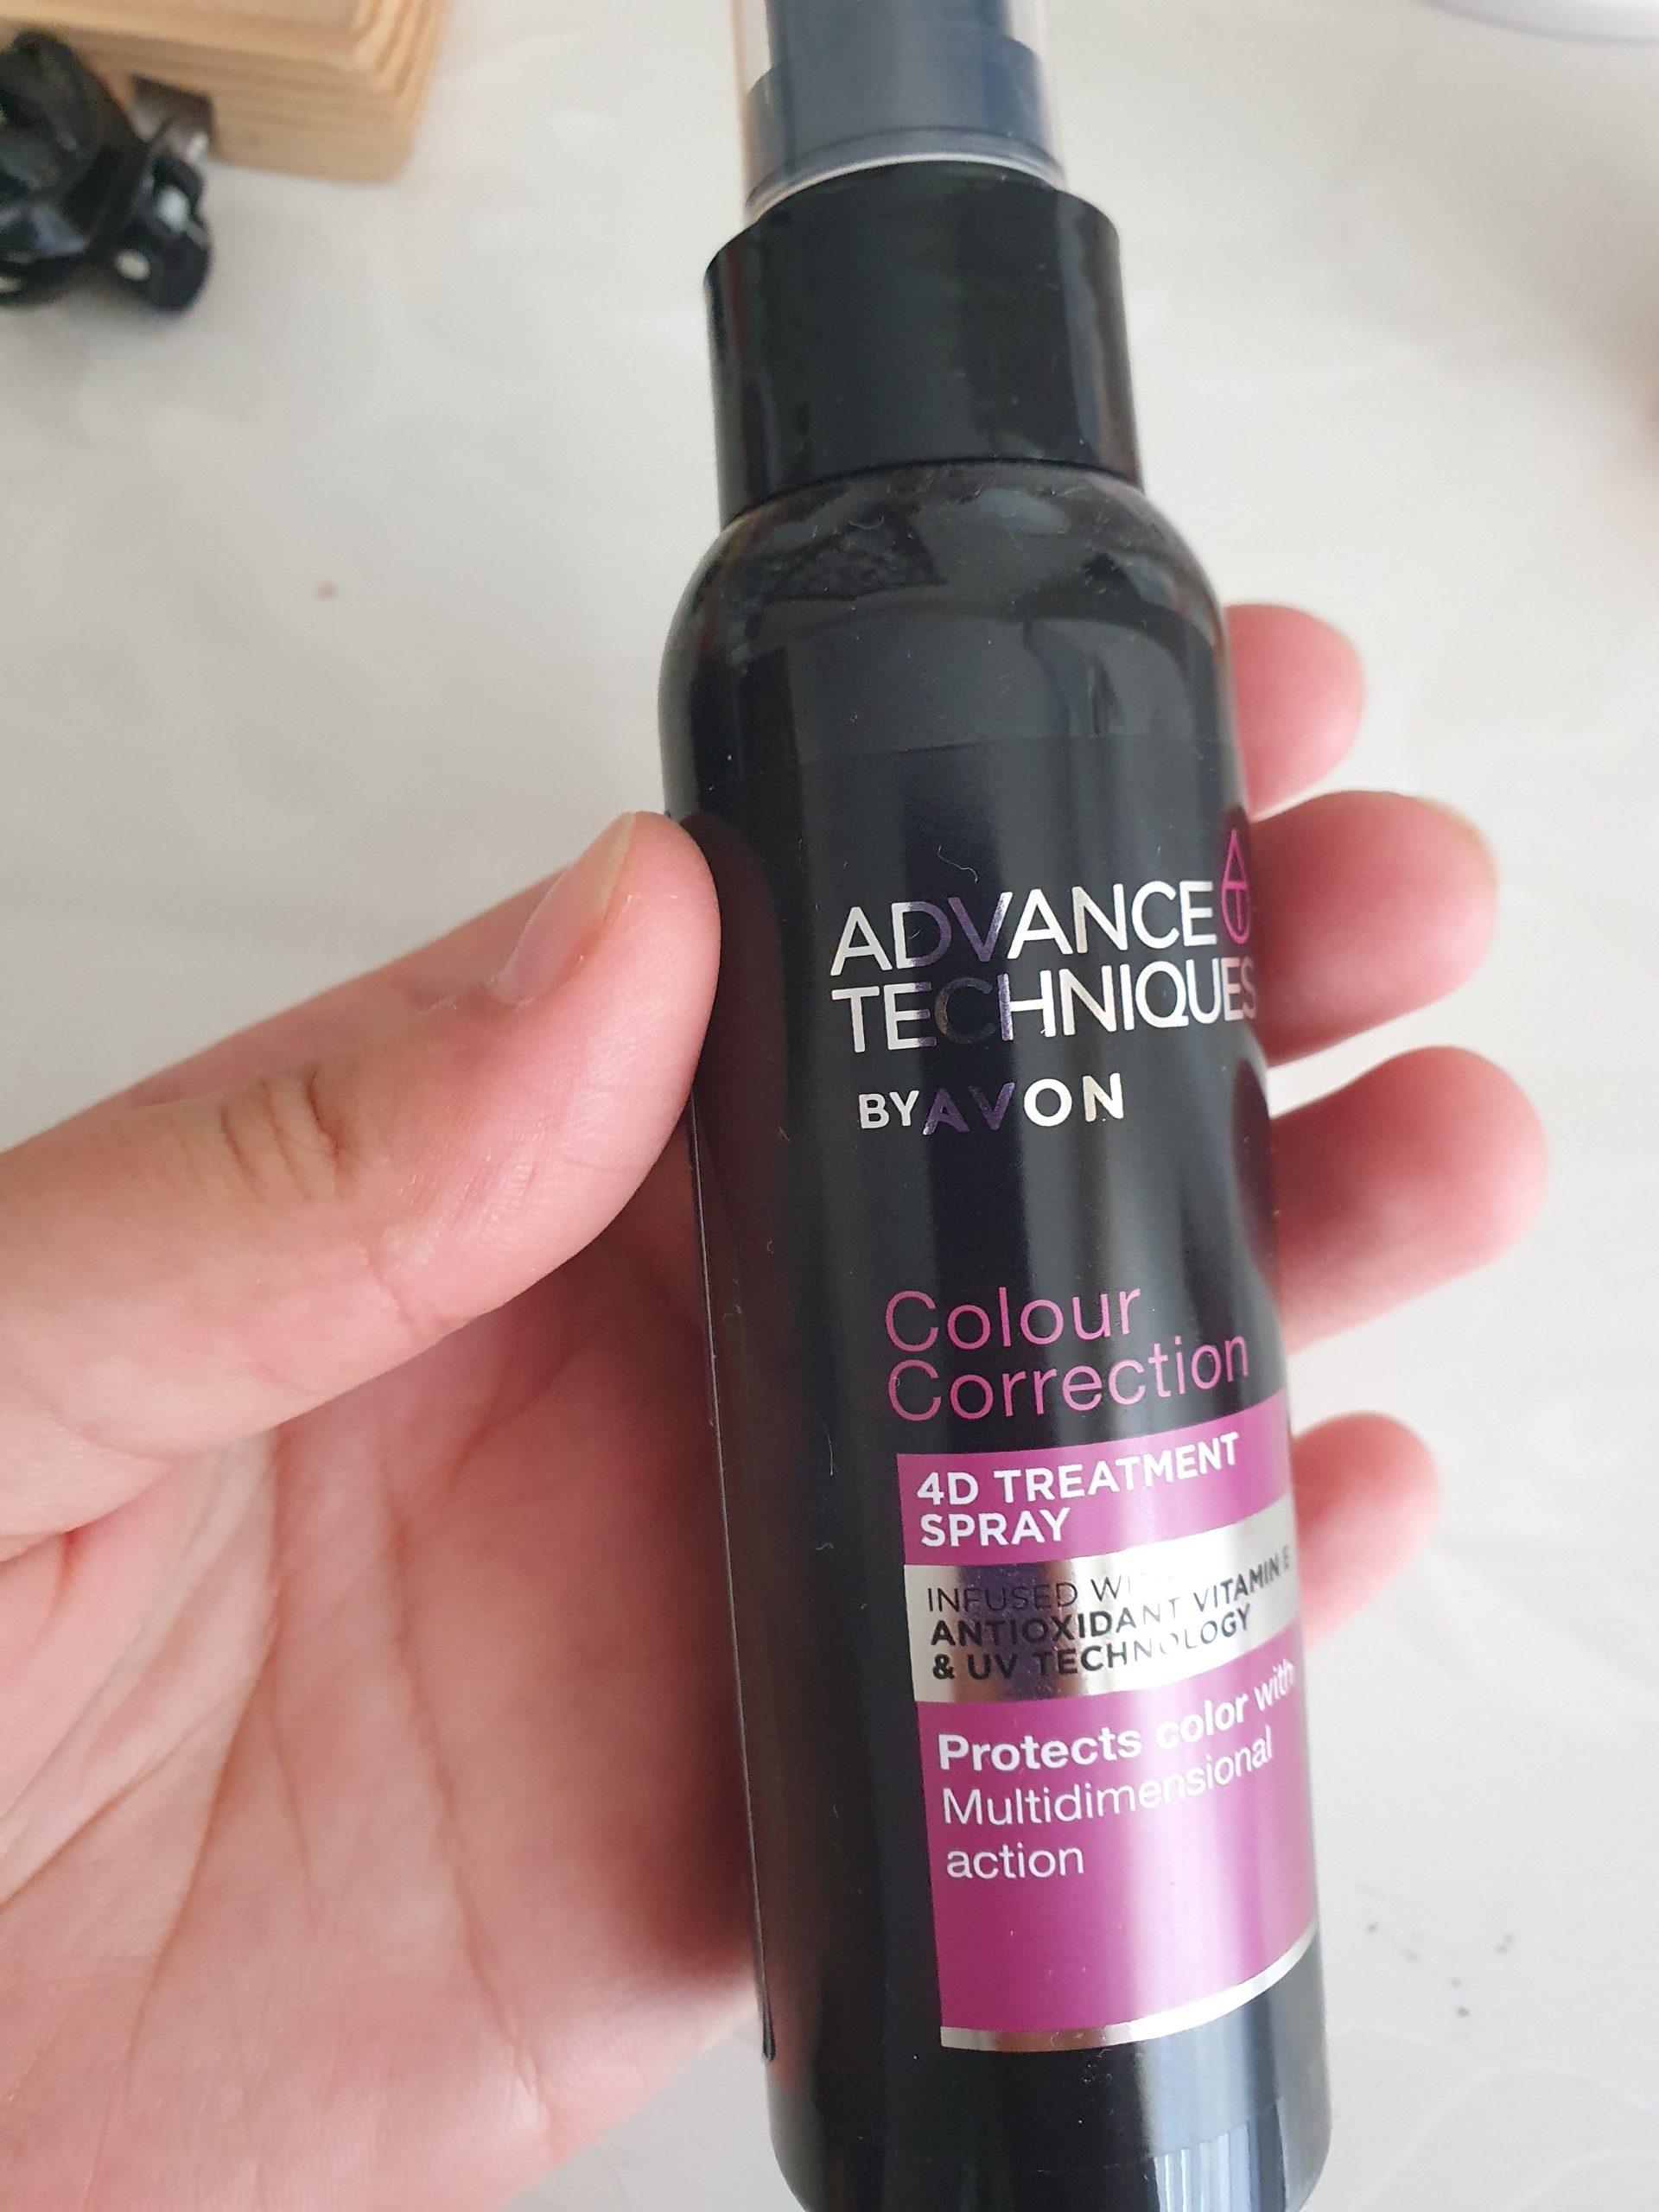 ADVANCE
TECHNIQUES
BY AVON
Colour
Correction
4D TREATMENT
SPRAY
INFUSED WITH
ANTIOXIDANT VITAMIN E
& UV TECHNOLOGY
Protects color with
Multidimensional
action